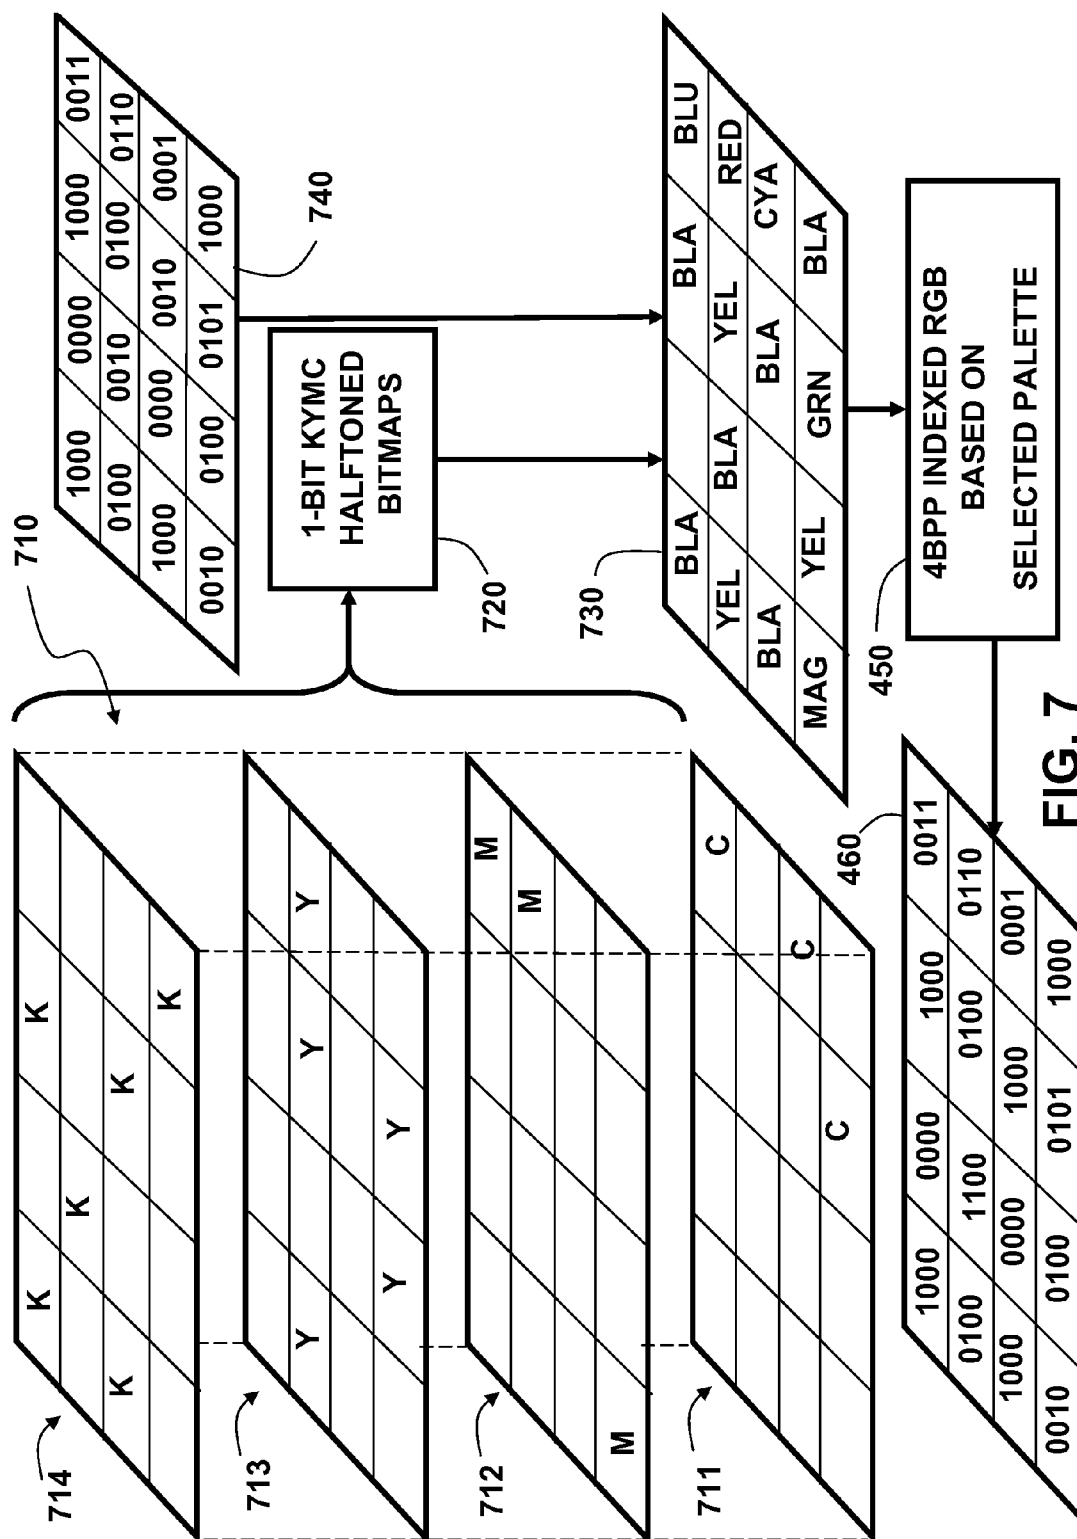 710
714
K K
K
K K
K
713
Y Y Y
Y Y
712
M
M
M
711
C
C
C
1000 0000 1000 0011
0100 0010 0100 0110
1000 0000 0010 0001
0010 0100 0101 1000
740
1-BIT KYMC
HALFTONED
BITMAPS
720
730
BLA BLA BLU
YEL BLA YEL RED
BLA BLA CYA
MAG YEL GRN BLA
450
4BPP INDEXED RGB
BASED ON
SELECTED PALETTE
460
1000 0000 1000 0011
0100 1100 0100 0110
1000 0000 1000 0001
0010 0100 0101 1000
FIG. 7